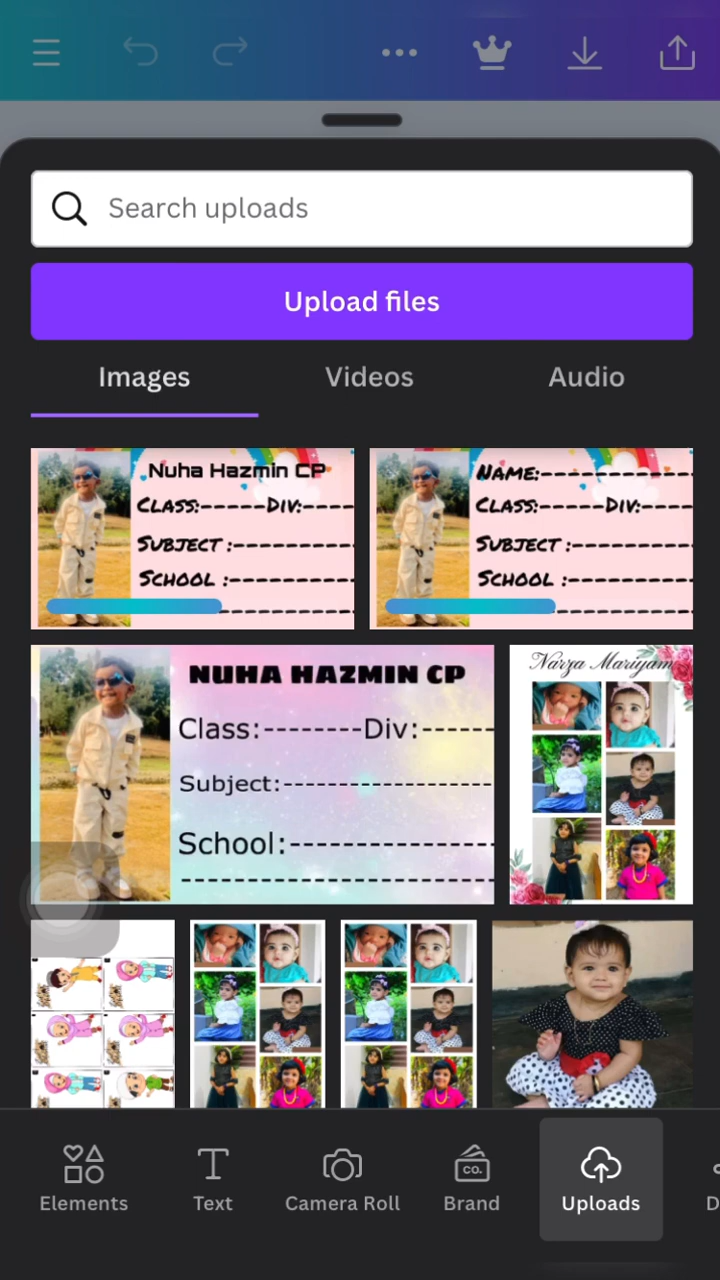 Search uploads
Upload files
Images Videos Audio
Nuha Hazmin CP
CLASS:-----DIV:----
SUBJECT :-----------
SCHOOL :-----------
NAME:--------------
CLASS:-----DIV:----
SUBJECT :-----------
SCHOOL :-----------
NUHA HAZMIN CP
Class:--------Div:------
Subject:---------------------
School:-----------------
Narza Mariyam
Elements Text Camera Roll CO. Brand Uploads D